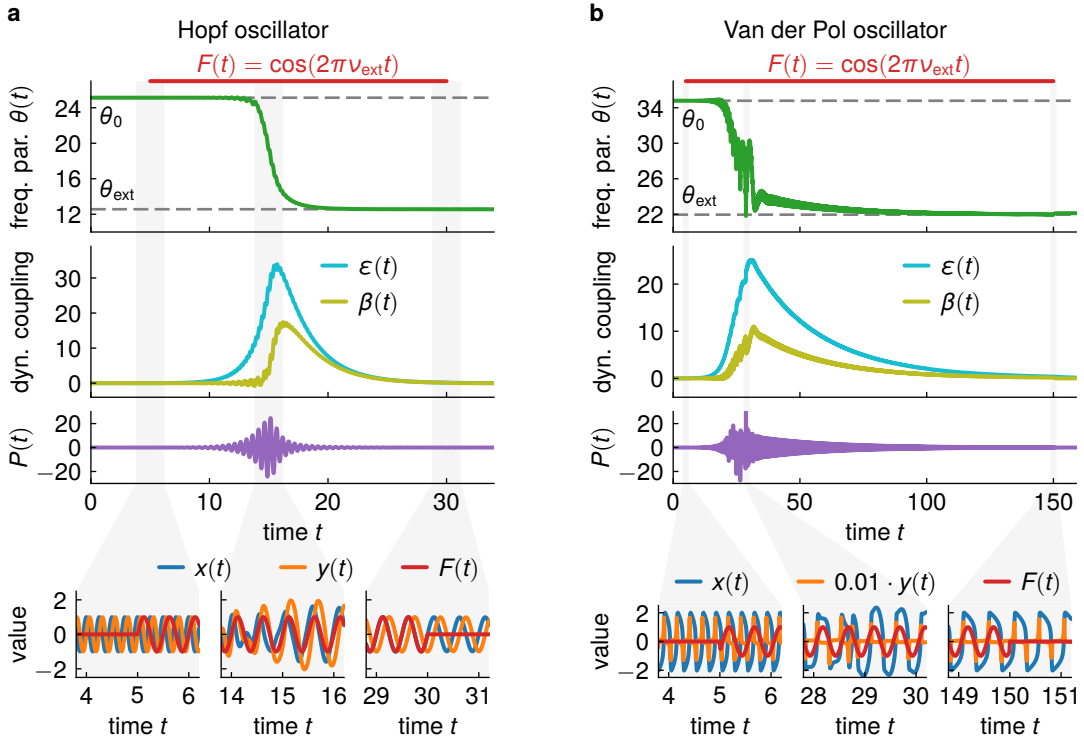 a
Hopf oscillator
F(t) = cos(2πν_ext t)
freq. par. θ(t)
24
20
16
12
θ_0
θ_ext
dyn. coupling
30
20
10
0
ε(t)
β(t)
P(t)
20
0
−20
0 10 20 30
time t
x(t) y(t) F(t)
value
2
0
−2
4 5 6
14 15 16
29 30 31
time t time t time t
b
Van der Pol oscillator
F(t) = cos(2πν_ext t)
freq. par. θ(t)
34
30
26
22
θ_0
θ_ext
dyn. coupling
20
10
0
ε(t)
β(t)
P(t)
20
0
−20
0 50 100 150
time t
x(t) 0.01 · y(t) F(t)
value
2
0
−2
4 5 6
28 29 30
149 150 151
time t time t time t